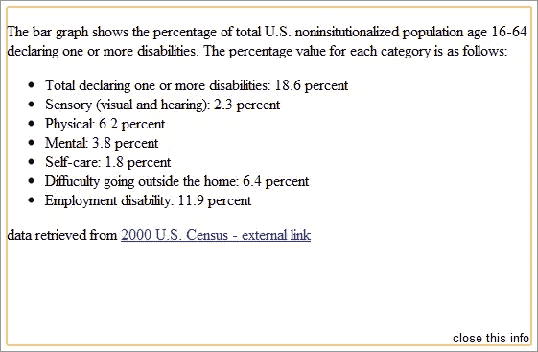 The bar graph shows the percentage of total U.S. noninsitutionalized population age 16-64
declaring one or more disabilities. The percentage value for each category is as follows:
• Total declaring one or more disabilities: 18.6 percent
• Sensory (visual and hearing): 2.3 percent
• Physical: 6.2 percent
• Mental: 3.8 percent
• Self-care: 1.8 percent
• Diffuculty going outside the home: 6.4 percent
• Employment disability: 11.9 percent
data retrieved from 2000 U.S. Census - external link
close this info